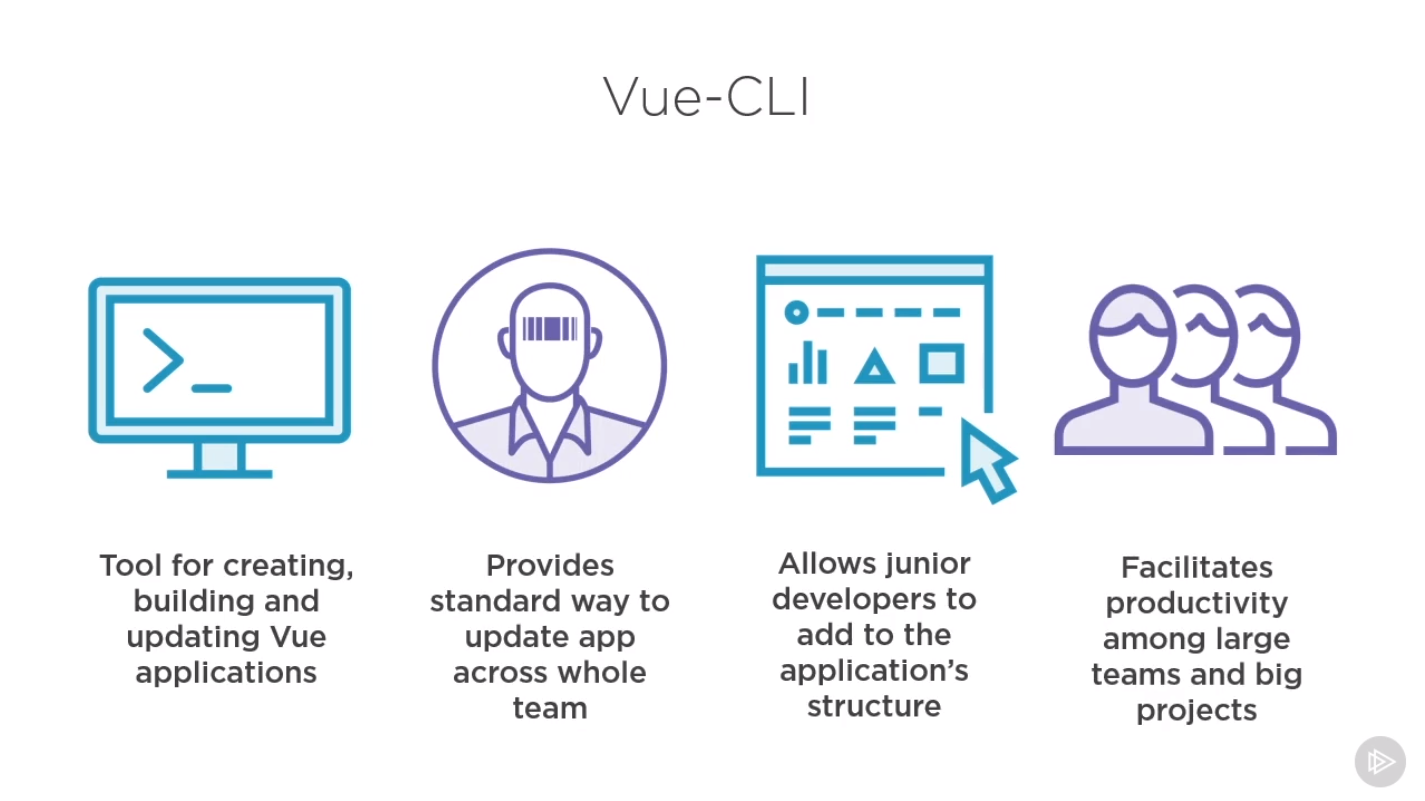 Vue-CLI
Tool for creating,
building and
updating Vue
applications
Provides
standard way to
update app
across whole
team
Allows junior
developers to
add to the
application’s
structure
Facilitates
productivity
among large
teams and big
projects